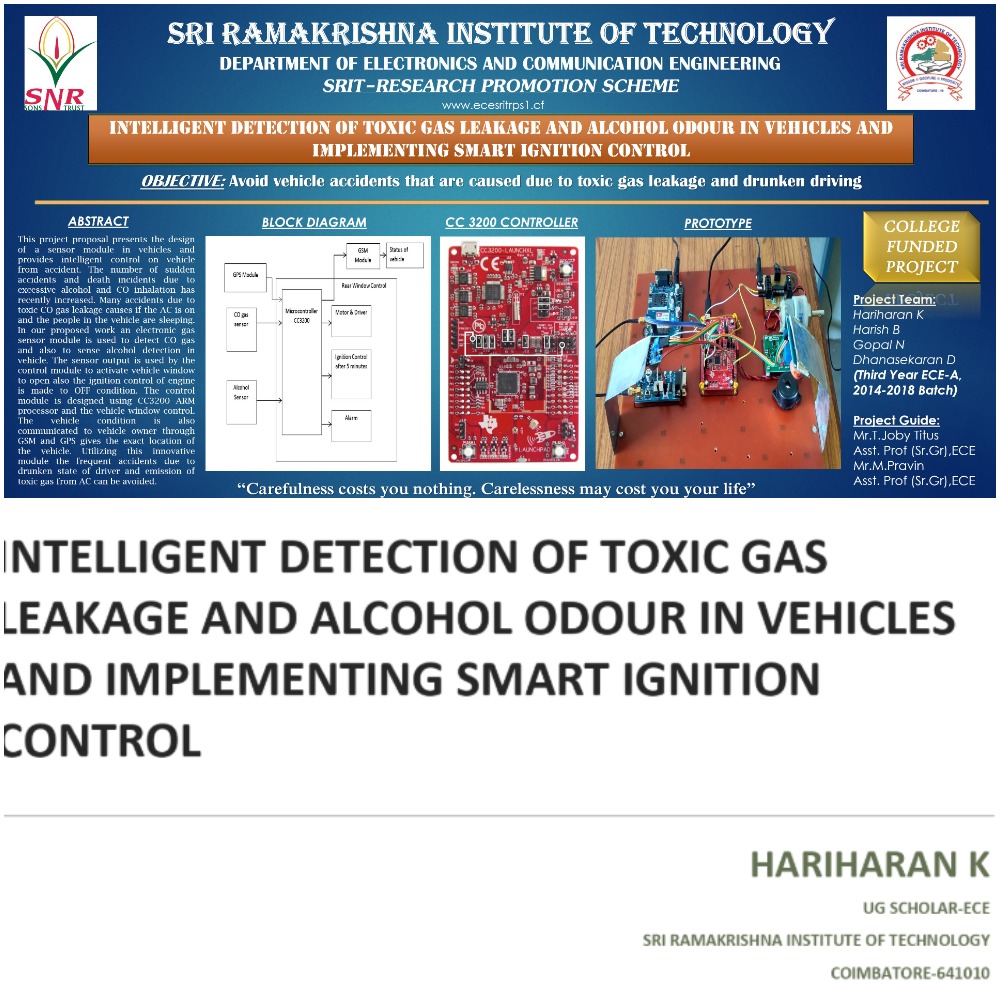 SRI RAMAKRISHNA INSTITUTE OF TECHNOLOGY
DEPARTMENT OF ELECTRONICS AND COMMUNICATION ENGINEERING
SRIT-RESEARCH PROMOTION SCHEME
www.ecesritrps1.cf
SNR
SONS TRUST
INTELLIGENT DETECTION OF TOXIC GAS LEAKAGE AND ALCOHOL ODOUR IN VEHICLES AND
IMPLEMENTING SMART IGNITION CONTROL
OBJECTIVE: Avoid vehicle accidents that are caused due to toxic gas leakage and drunken driving
ABSTRACT
This project proposal presents the design
of a sensor module in vehicles and
provides intelligent control on vehicle
from accident. The number of sudden
accidents and death incidents due to
excessive alcohol and CO inhalation has
recently increased. Many accidents due to
toxic CO gas leakage causes if the AC is on
and the people in the vehicle are sleeping.
In our proposed work an electronic gas
sensor module is used to detect CO gas
and also to sense alcohol detection in
vehicle. The sensor output is used by the
control module to activate vehicle window
to open also the ignition control of engine
is made to OFF condition. The control
module is designed using CC3200 ARM
processor and the vehicle window control.
The vehicle condition is also
communicated to vehicle owner through
GSM and GPS gives the exact location of
the vehicle. Utilizing this innovative
module the frequent accidents due to
drunken state of driver and emission of
toxic gas from AC can be avoided.
BLOCK DIAGRAM
GSM
Module
Status of
vehicle
GPS Module
Rear Window Control
CO gas
sensor
Microcontroller
CC3200
Motor & Driver
Ignition Control
after 5 minutes
Alcohol
Sensor
Alarm
CC 3200 CONTROLLER
CC3200-LAUNCHXL
CE
LAUNCHPAD
PROTOTYPE
COLLEGE
FUNDED
PROJECT
Project Team:
Hariharan K
Harish B
Gopal N
Dhanasekaran D
(Third Year ECE-A,
2014-2018 Batch)
Project Guide:
Mr.T.Joby Titus
Asst. Prof (Sr.Gr),ECE
Mr.M.Pravin
Asst. Prof (Sr.Gr),ECE
“Carefulness costs you nothing. Carelessness may cost you your life”
INTELLIGENT DETECTION OF TOXIC GAS
LEAKAGE AND ALCOHOL ODOUR IN VEHICLES
AND IMPLEMENTING SMART IGNITION
CONTROL
HARIHARAN K
UG SCHOLAR-ECE
SRI RAMAKRISHNA INSTITUTE OF TECHNOLOGY
COIMBATORE-641010